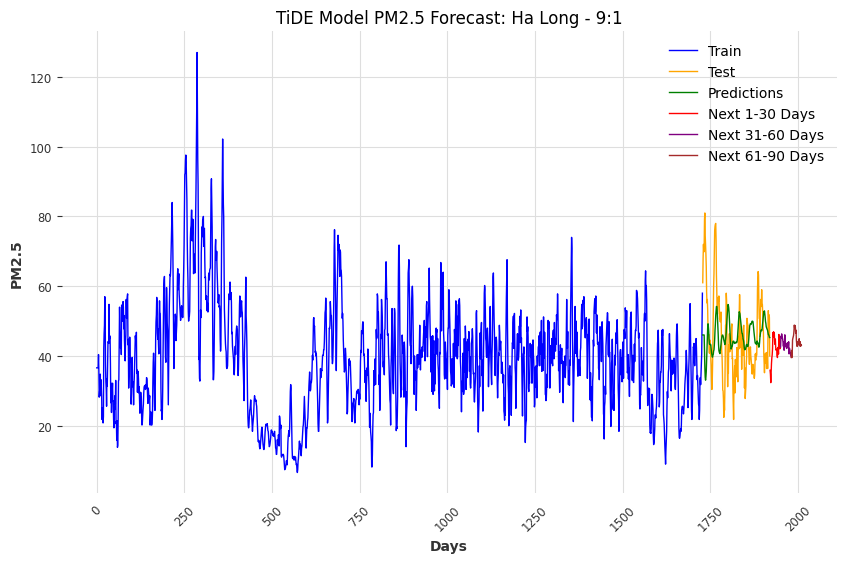 TiDE Model PM2.5 Forecast: Ha Long - 9:1
Train
Test
Predictions
Next 1-30 Days
Next 31-60 Days
Next 61-90 Days
120
100
80
60
40
20
PM2.5
0
250
500
750
1000
1250
1500
1750
2000
Days